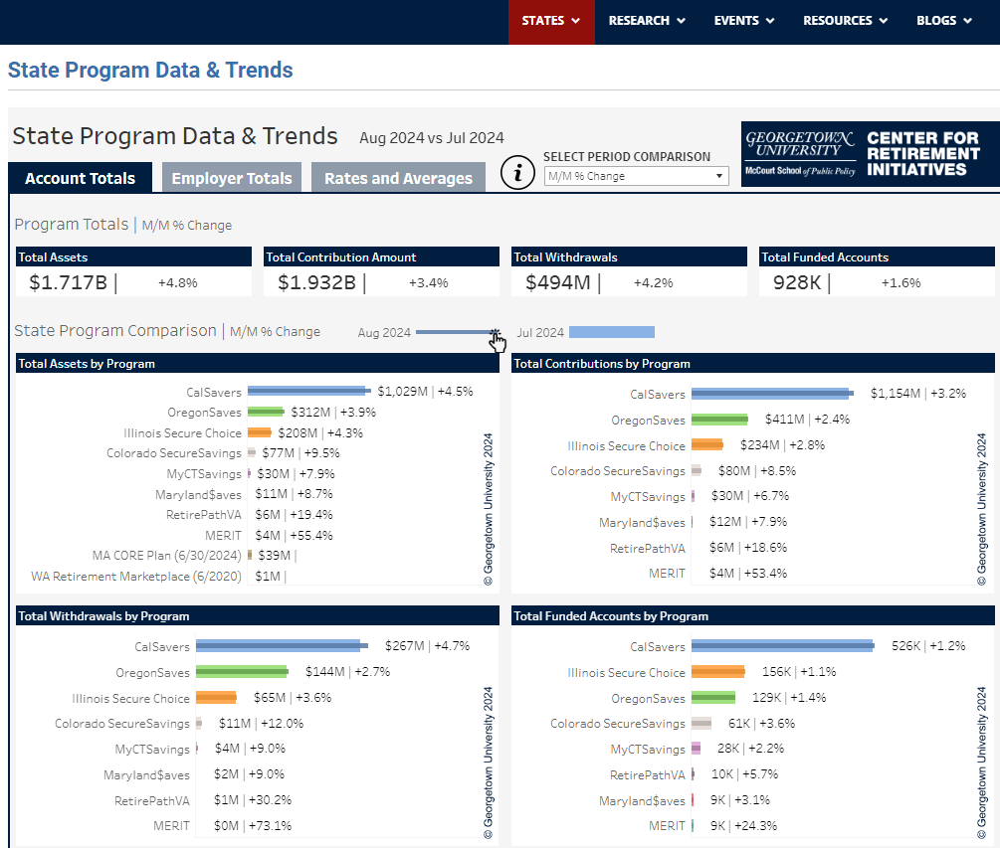 STATES RESEARCH EVENTS RESOURCES BLOGS
State Program Data & Trends
State Program Data & Trends Aug 2024 vs Jul 2024
GEORGETOWN UNIVERSITY
McCourt School of Public Policy
CENTER FOR RETIREMENT INITIATIVES
Account Totals Employer Totals Rates and Averages
i
SELECT PERIOD COMPARISON
M/M % Change
Program Totals | M/M % Change
Total Assets
$1.717B | +4.8%
Total Contribution Amount
$1.932B | +3.4%
Total Withdrawals
$494M | +4.2%
Total Funded Accounts
928K | +1.6%
State Program Comparison | M/M % Change Aug 2024 Jul 2024
Total Assets by Program
CalSavers $1,029M | +4.5%
OregonSaves $312M | +3.9%
Illinois Secure Choice $208M | +4.3%
Colorado SecureSavings $77M | +9.5%
MyCTSavings $30M | +7.9%
Maryland$aves $11M | +8.7%
RetirePathVA $6M | +19.4%
MERIT $4M | +55.4%
MA CORE Plan (6/30/2024) $39M |
WA Retirement Marketplace (6/2020) $1M |
© Georgetown University 2024
Total Contributions by Program
CalSavers $1,154M | +3.2%
OregonSaves $411M | +2.4%
Illinois Secure Choice $234M | +2.8%
Colorado SecureSavings $80M | +8.5%
MyCTSavings $30M | +6.7%
Maryland$aves $12M | +7.9%
RetirePathVA $6M | +18.6%
MERIT $4M | +53.4%
© Georgetown University 2024
Total Withdrawals by Program
CalSavers $267M | +4.7%
OregonSaves $144M | +2.7%
Illinois Secure Choice $65M | +3.6%
Colorado SecureSavings $11M | +12.0%
MyCTSavings $4M | +9.0%
Maryland$aves $2M | +9.0%
RetirePathVA $1M | +30.2%
MERIT $0M | +73.1%
© Georgetown University 2024
Total Funded Accounts by Program
CalSavers 526K | +1.2%
Illinois Secure Choice 156K | +1.1%
OregonSaves 129K | +1.4%
Colorado SecureSavings 61K | +3.6%
MyCTSavings 28K | +2.2%
RetirePathVA 10K | +5.7%
Maryland$aves 9K | +3.1%
MERIT 9K | +24.3%
© Georgetown University 2024